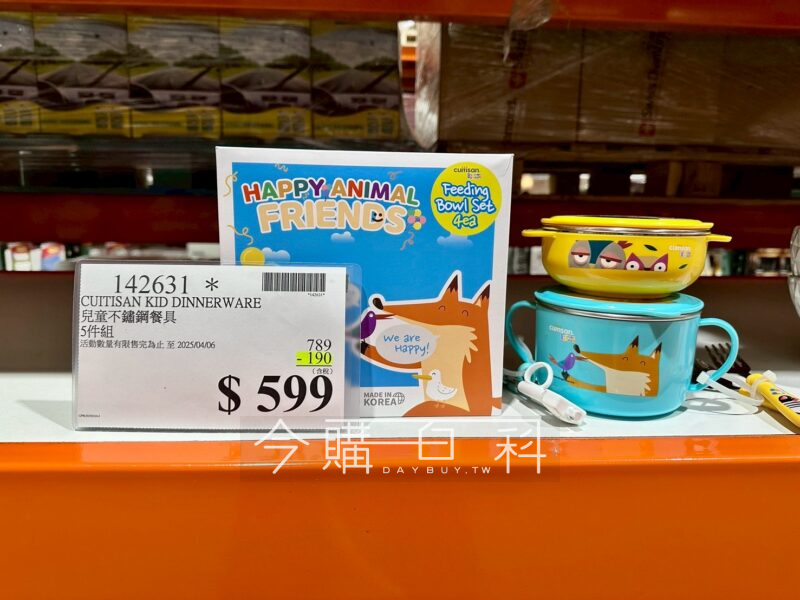 HAPPY ANIMAL
FRIENDS
cuitisan
Feeding
Bowl Set
4ea
We are
Happy!
MADE IN
KOREA
142631 *
CUITISAN KID DINNERWARE
兒童不鏽鋼餐具
5件組
活動數量有限售完為止 至 2025/04/06
789
-190
(含稅)
$ 599
cuitisan
cuitisan
今購百科
DAYBUY.TW